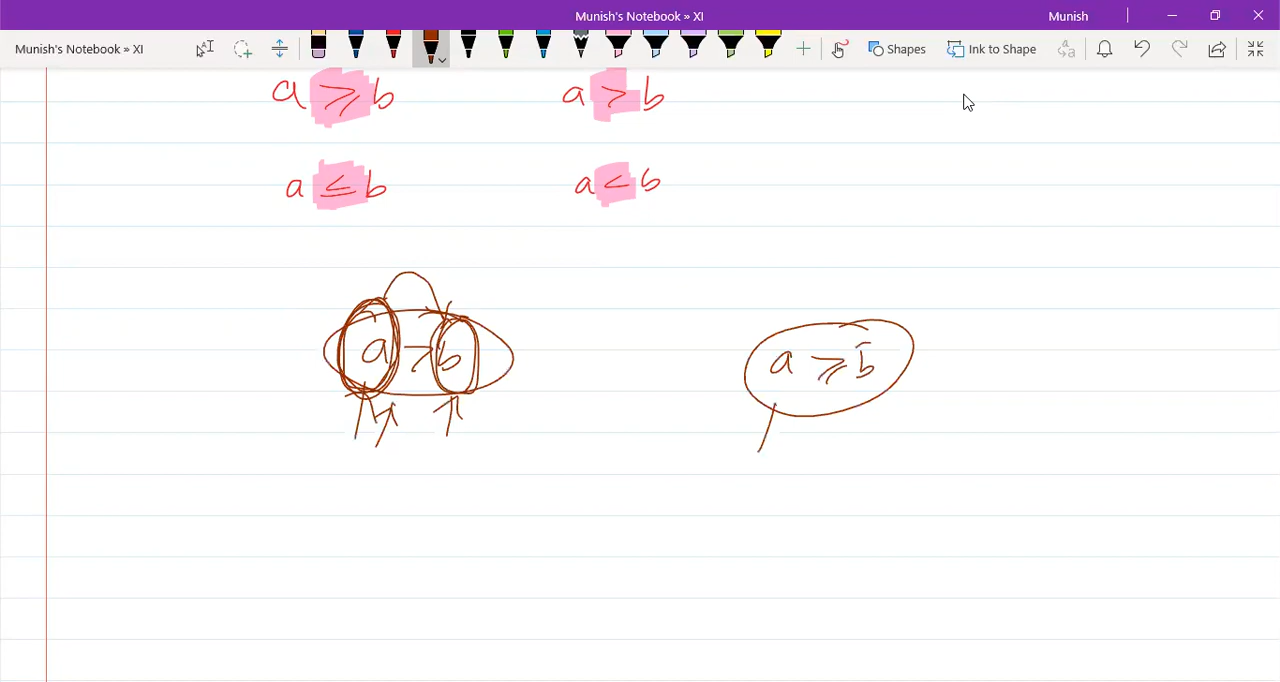 Munish's Notebook » XI
Munish
Munish's Notebook » XI
Shapes
Ink to Shape
a ≥ b a > b
a ≤ b a < b
a > b a ≥ b